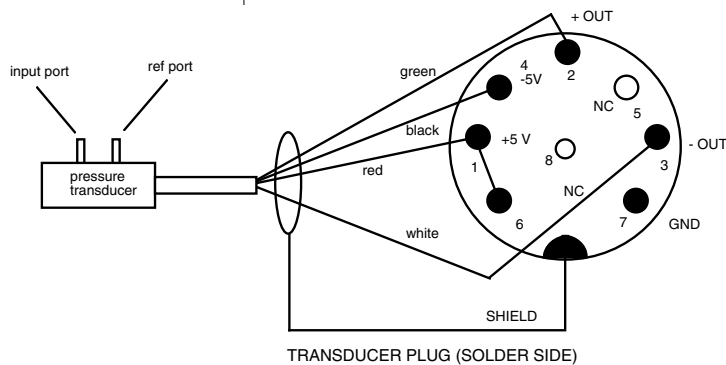 + OUT
input port
ref port
green
4
-5V
2
NC
5
black
+5 V
- OUT
red
1
8
3
NC
white
6
7
GND
SHIELD
pressure
transducer
TRANSDUCER PLUG (SOLDER SIDE)